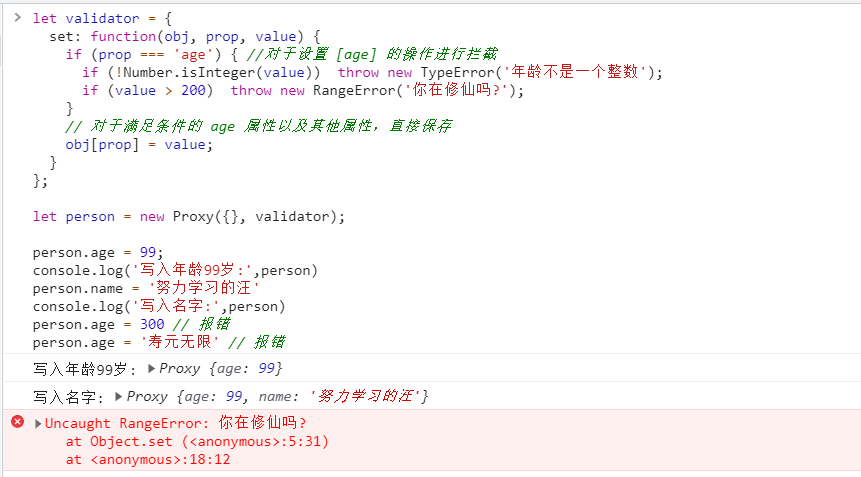 let validator = {
  set: function(obj, prop, value) {
    if (prop === 'age') { //对于设置 [age] 的操作进行拦截
      if (!Number.isInteger(value))  throw new TypeError('年龄不是一个整数');
      if (value > 200)  throw new RangeError('你在修仙吗?');
    }
    // 对于满足条件的 age 属性以及其他属性，直接保存
    obj[prop] = value;
  }
};

let person = new Proxy({}, validator);

person.age = 99;
console.log('写入年龄99岁:',person)
person.name = '努力学习的汪'
console.log('写入名字:',person)
person.age = 300 // 报错
person.age = '寿元无限' // 报错
写入年龄99岁: Proxy {age: 99}
写入名字: Proxy {age: 99, name: '努力学习的汪'}
Uncaught RangeError: 你在修仙吗?
    at Object.set (<anonymous>:5:31)
    at <anonymous>:18:12